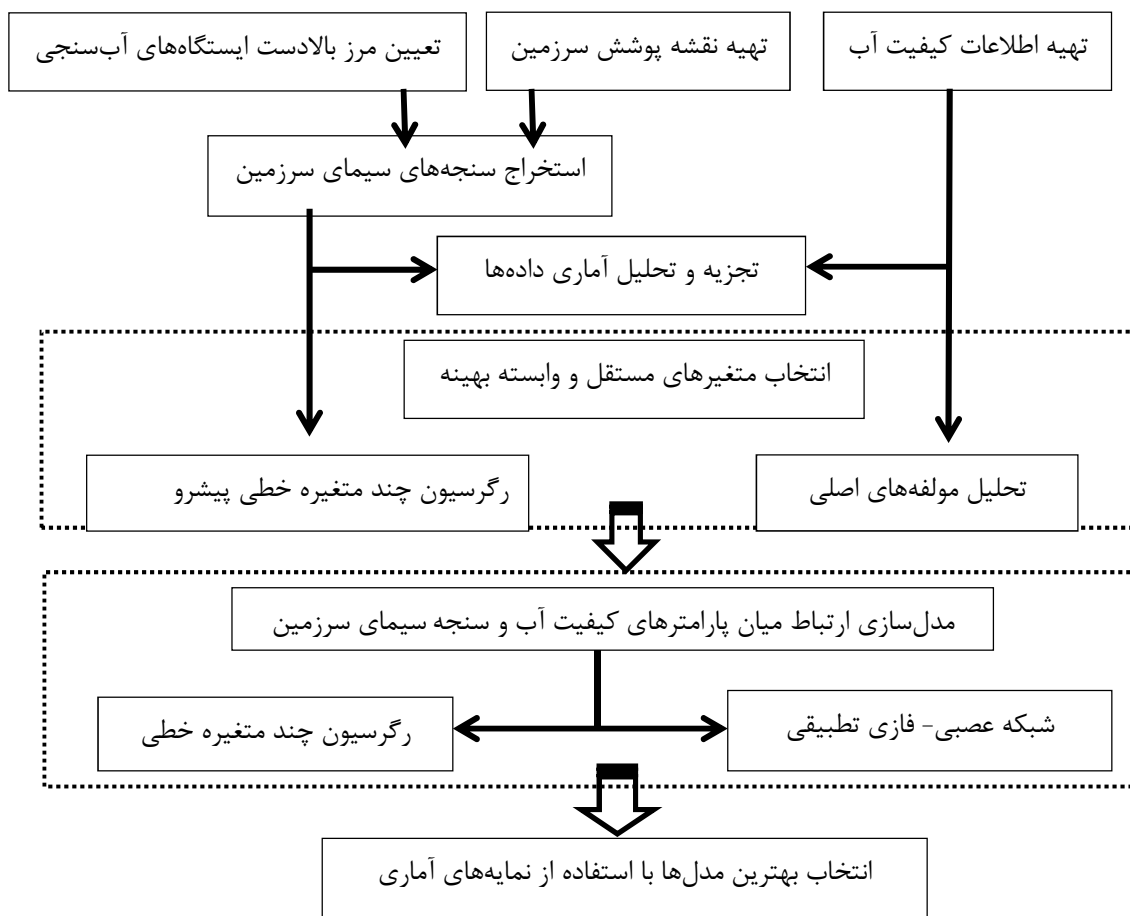 تهیه اطلاعات کیفیت آب
تهیه نقشه پوشش سرزمین
تعیین مرز بالادست ایستگاه‌های آب‌سنجی
استخراج سنجه‌های سیمای سرزمین
تجزیه و تحلیل آماری داده‌ها
انتخاب متغیرهای مستقل و وابسته بهینه
تحلیل مولفه‌های اصلی
رگرسیون چند متغیره خطی پیشرو
مدل‌سازی ارتباط میان پارامترهای کیفیت آب و سنجه سیمای سرزمین
شبکه عصبی- فازی تطبیقی
رگرسیون چند متغیره خطی
انتخاب بهترین مدل‌ها با استفاده از نمایه‌های آماری